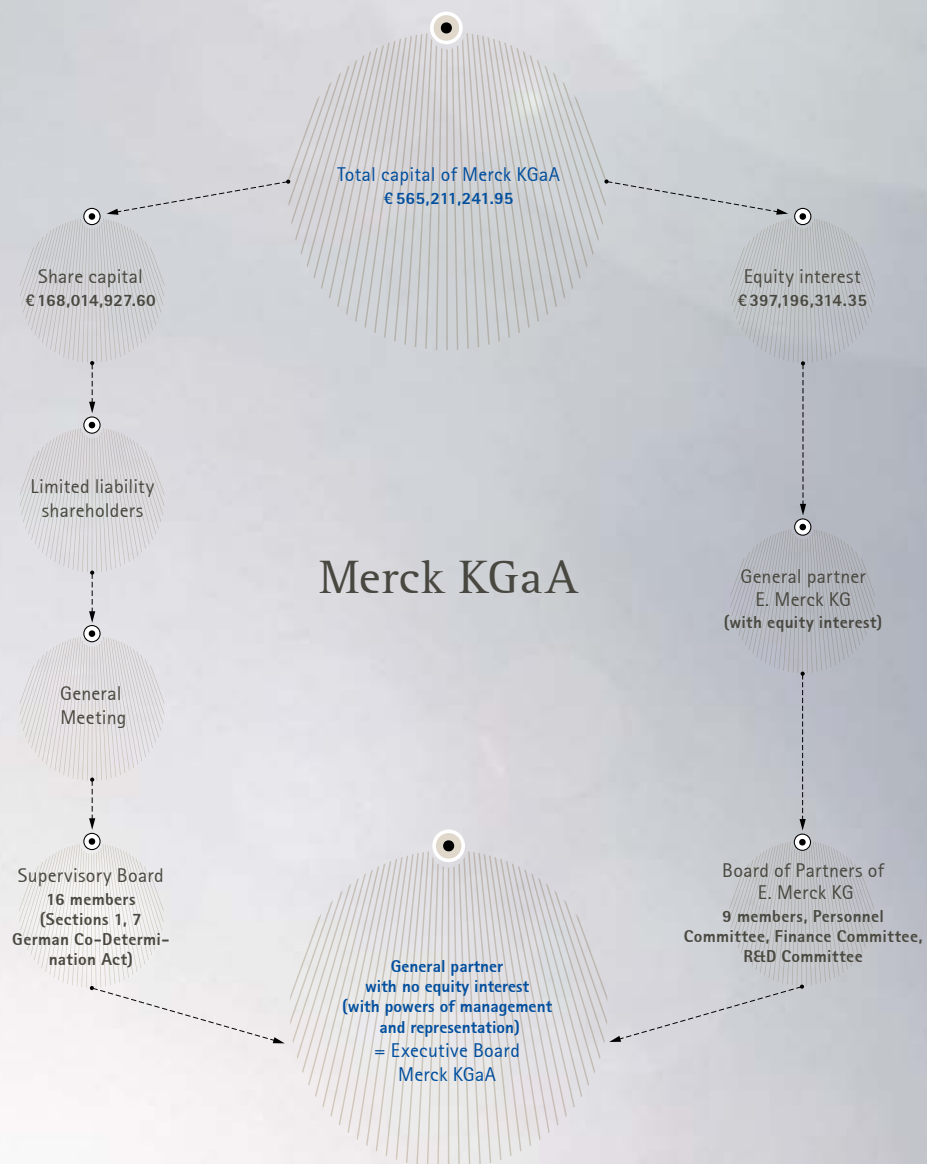 Total capital of Merck KGaA
€ 565,211,241.95
Share capital
€ 168,014,927.60
Equity interest
€ 397,196,314.35
Limited liability
shareholders
Merck KGaA
General partner
E. Merck KG
(with equity interest)
General
Meeting
Supervisory Board
16 members
(Sections 1, 7
German Co-Determi-
nation Act)
Board of Partners of
E. Merck KG
9 members, Personnel
Committee, Finance Committee,
R&D Committee
General partner
with no equity interest
(with powers of management
and representation)
= Executive Board
Merck KGaA